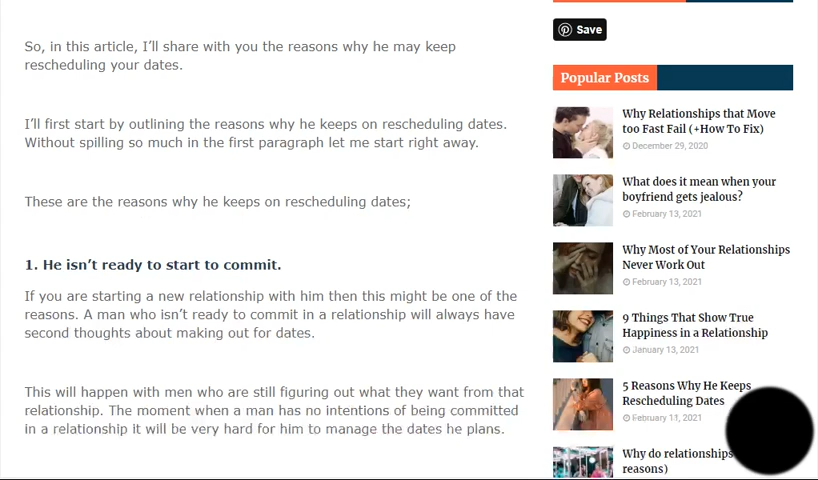 So, in this article, I’ll share with you the reasons why he may keep
rescheduling your dates.
I’ll first start by outlining the reasons why he keeps on rescheduling dates.
Without spilling so much in the first paragraph let me start right away.
These are the reasons why he keeps on rescheduling dates;
1. He isn’t ready to start to commit.
If you are starting a new relationship with him then this might be one of the
reasons. A man who isn’t ready to commit in a relationship will always have
second thoughts about making out for dates.
This will happen with men who are still figuring out what they want from that
relationship. The moment when a man has no intentions of being committed
in a relationship it will be very hard for him to manage the dates he plans.
Save
Popular Posts
Why Relationships that Move
too Fast Fail (+How To Fix)
December 29, 2020
What does it mean when your
boyfriend gets jealous?
February 13, 2021
Why Most of Your Relationships
Never Work Out
February 13, 2021
9 Things That Show True
Happiness in a Relationship
January 13, 2021
5 Reasons Why He Keeps
Rescheduling Dates
February 11, 2021
Why do relationships
reasons)